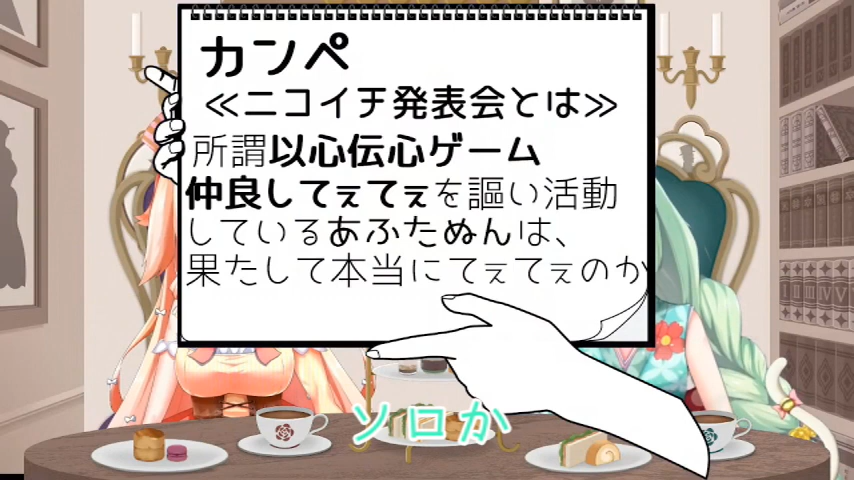 カンペ
≪ニコイチ発表会とは≫
所謂以心伝心ゲーム
仲良してぇてぇを謳い活動
しているあふたぬんは、
果たして本当にてぇてぇのか
ソロか